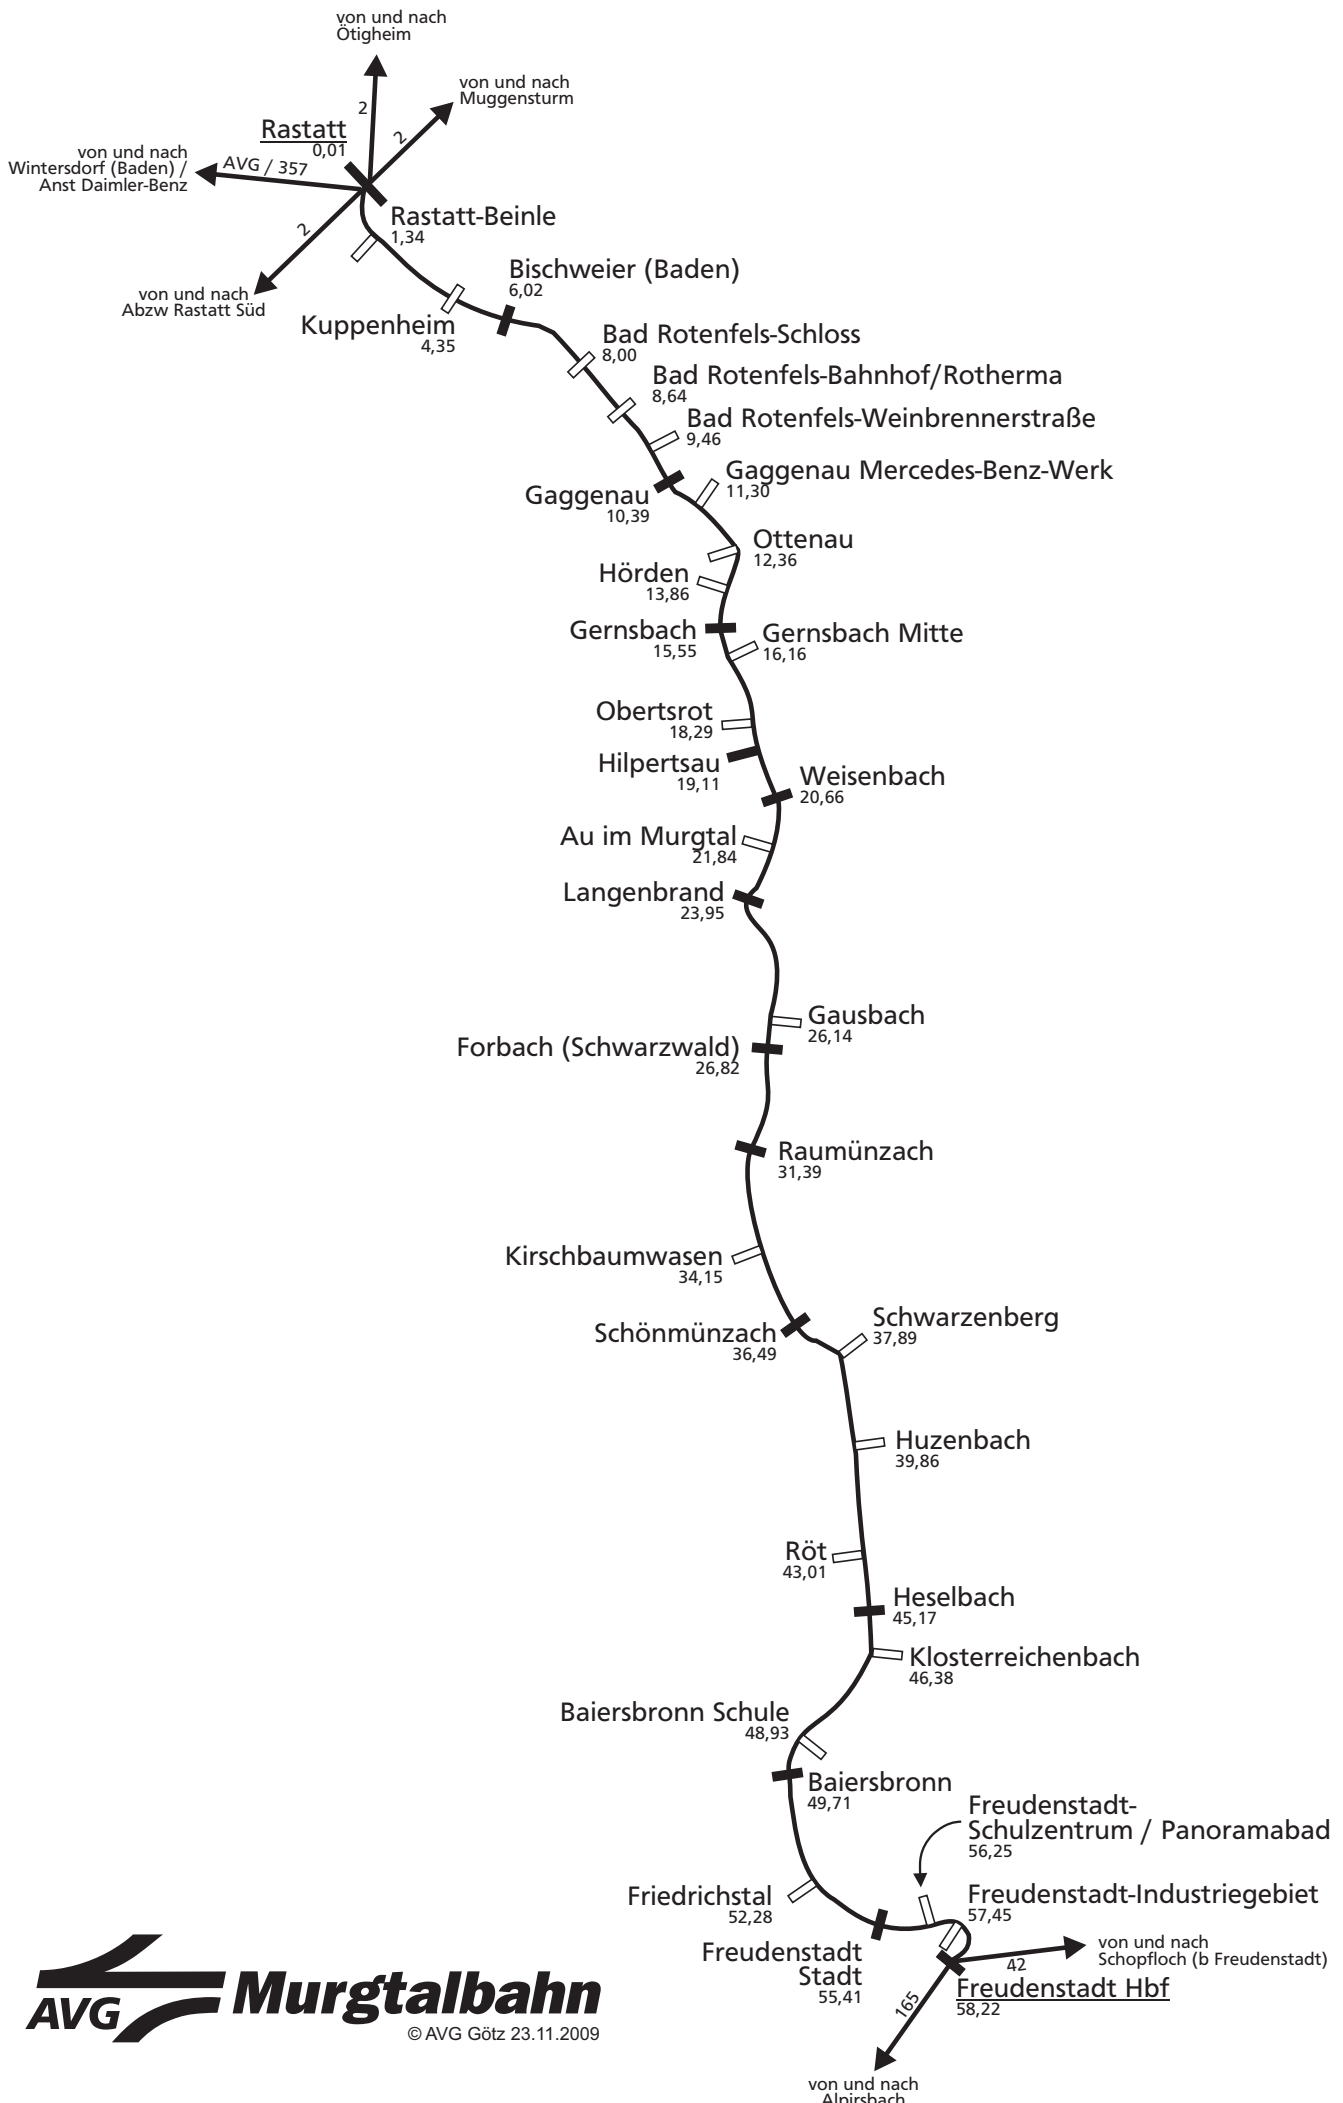 von und nach
Ötigheim
von und nach
Muggensturm
2
2
Rastatt
0,01
von und nach
Wintersdorf (Baden) /
Anst Daimler-Benz
AVG / 357
Rastatt-Beinle
1,34
2
von und nach
Abzw Rastatt Süd
Bischweier (Baden)
6,02
Kuppenheim
4,35
Bad Rotenfels-Schloss
8,00
Bad Rotenfels-Bahnhof/Rotherma
8,64
Bad Rotenfels-Weinbrennerstraße
9,46
Gaggenau Mercedes-Benz-Werk
11,30
Gaggenau
10,39
Ottenau
12,36
Hörden
13,86
Gernsbach
15,55
Gernsbach Mitte
16,16
Obertsrot
18,29
Hilpertsau
19,11
Weisenbach
20,66
Au im Murgtal
21,84
Langenbrand
23,95
Gausbach
26,14
Forbach (Schwarzwald)
26,82
Raumünzach
31,39
Kirschbaumwasen
34,15
Schwarzenberg
37,89
Schönmünzach
36,49
Huzenbach
39,86
Röt
43,01
Heselbach
45,17
Klosterreichenbach
46,38
Baiersbronn Schule
48,93
Baiersbronn
49,71
Freudenstadt-
Schulzentrum / Panoramabad
56,25
Friedrichstal
52,28
Freudenstadt-Industriegebiet
57,45
Freudenstadt
Stadt
55,41
von und nach
Schopfloch (b Freudenstadt)
42
Freudenstadt Hbf
58,22
165
von und nach
Alpirsbach
AVG
Murgtalbahn
© AVG Götz 23.11.2009